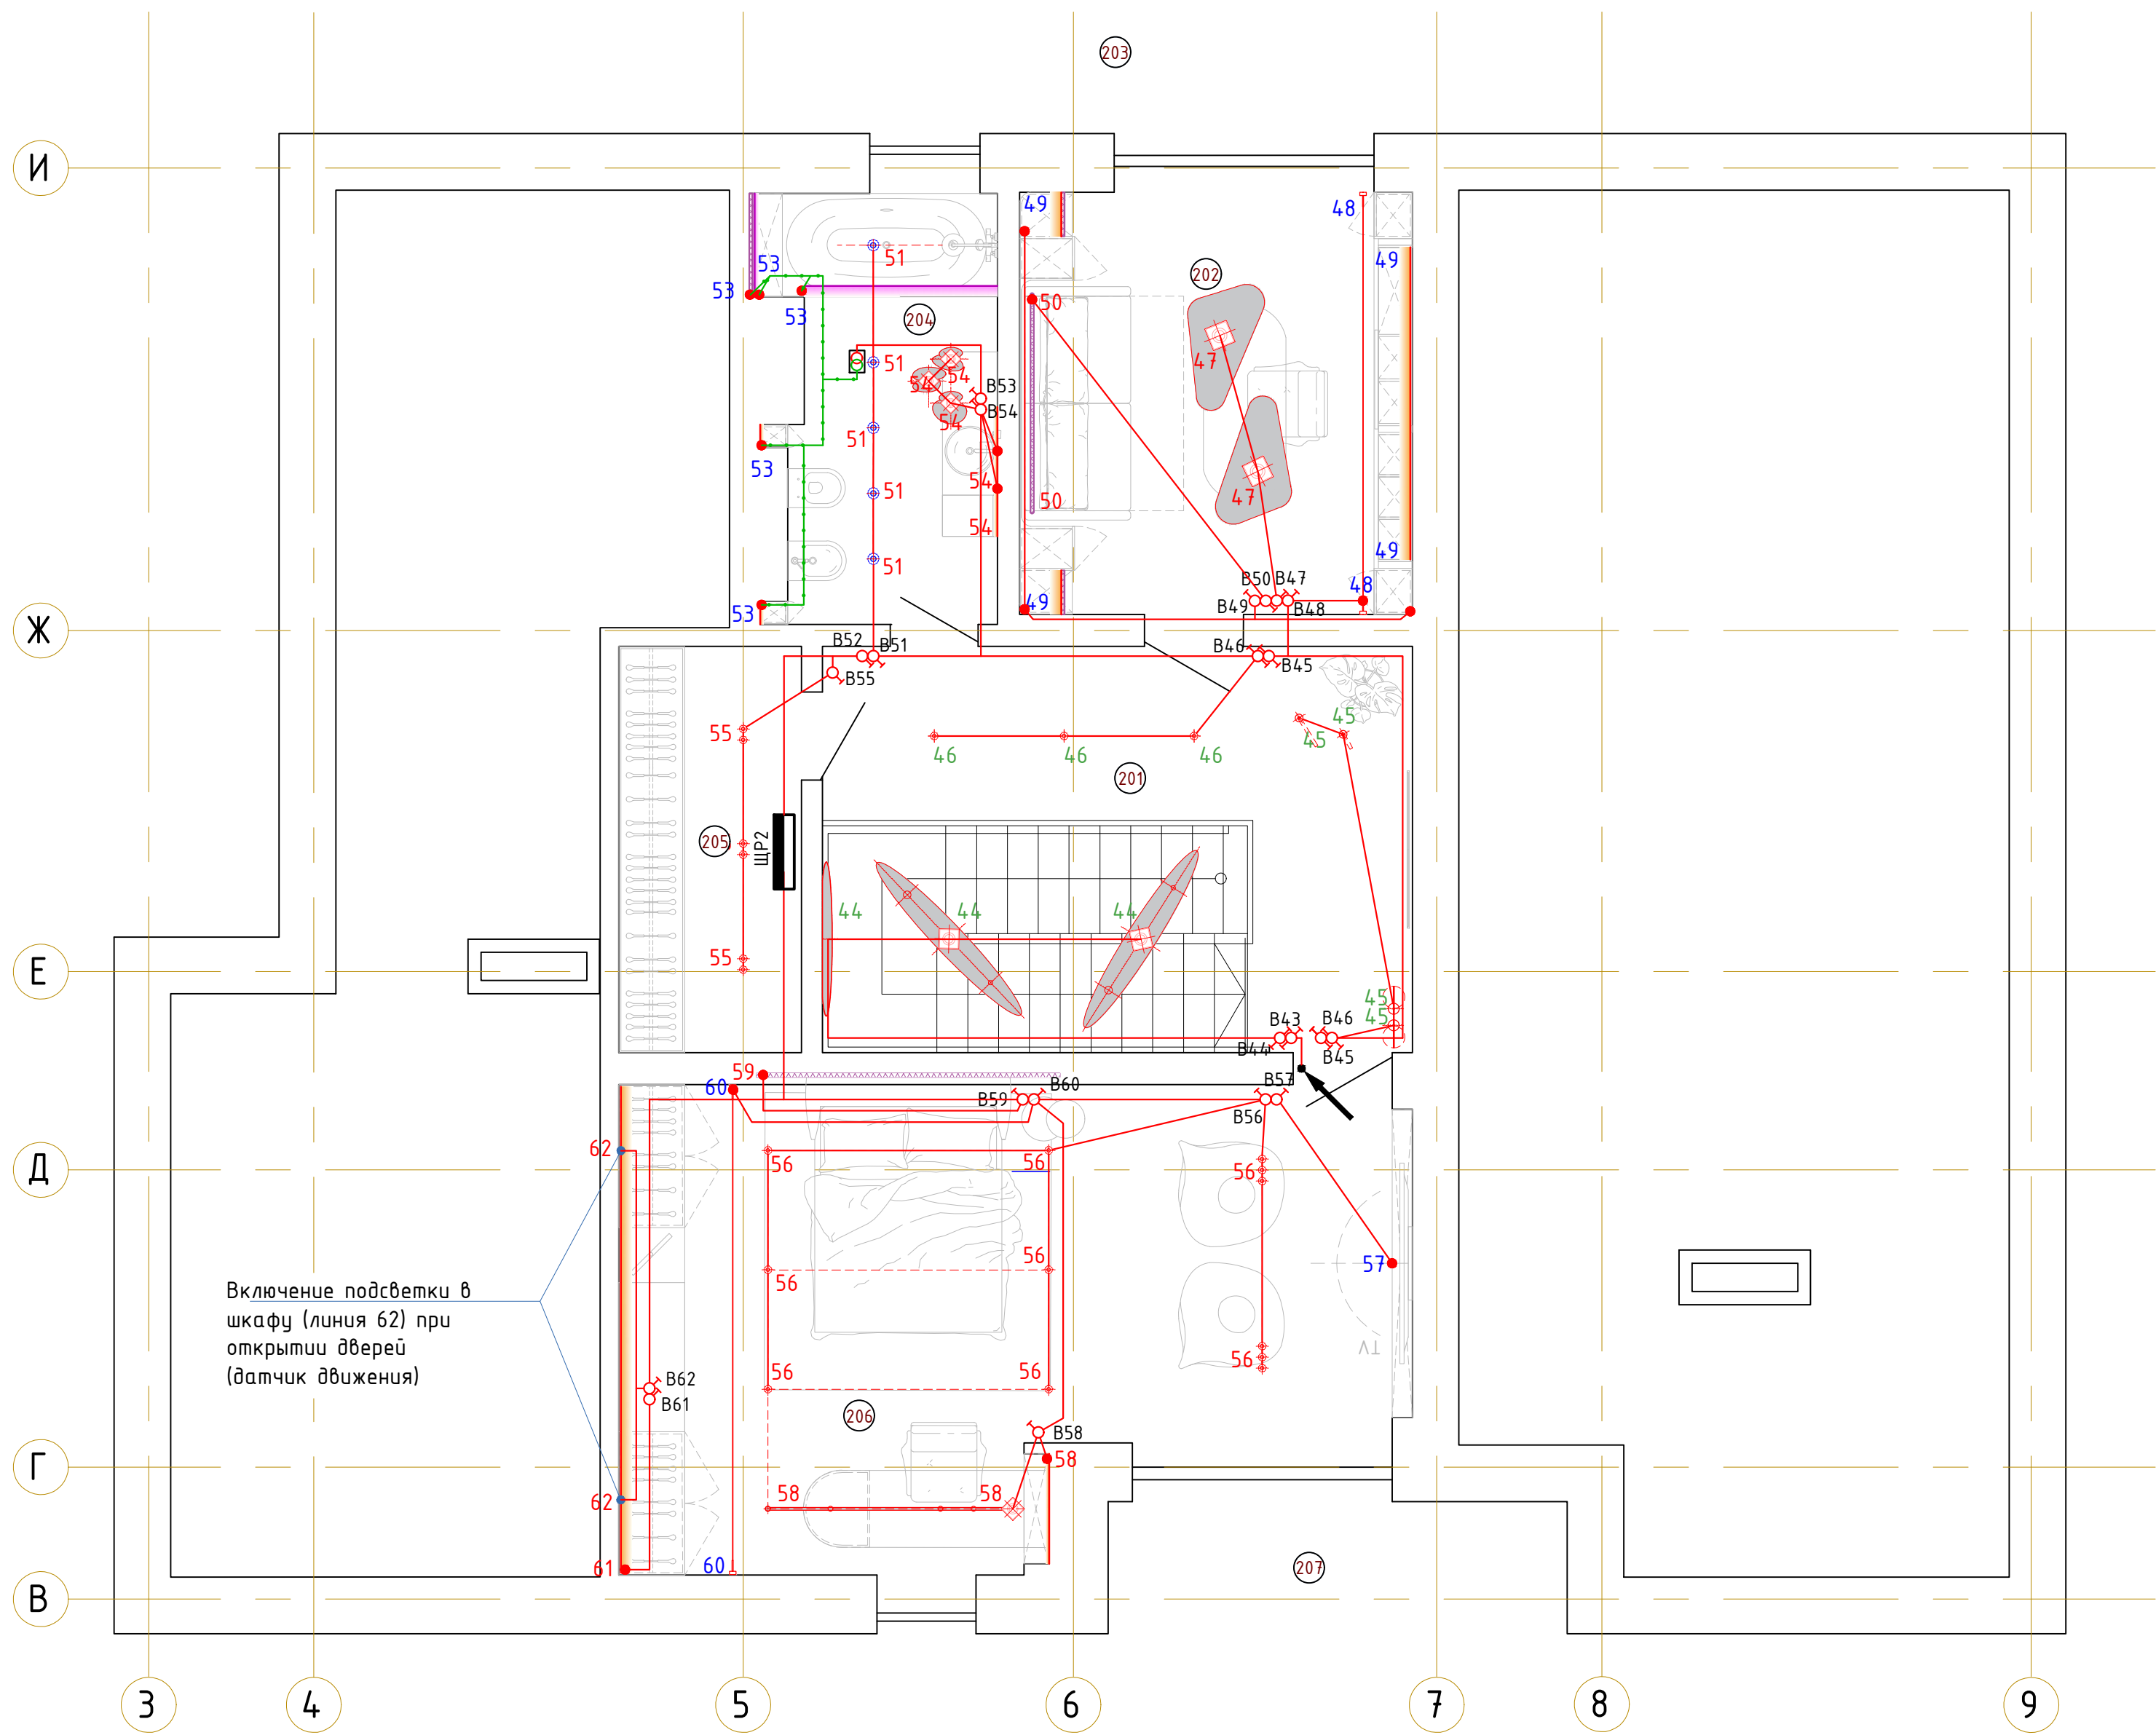 203
И
49
48
53
51
49
202
53
50
53
204
51
47
54
54
В53
В54
54
51
53
54
51
50
47
54
49
51
В50
В47
48
53
49
В49
В48
Ж
В52
В51
В46
В45
В55
45
55
45
46
46
46
201
205
ЩР2
44
44
44
55
Е
45
45
В43
В46
В44
В45
59
60
В60
В57
В59
В56
62
56
56
56
Д
57
56
56
Включение подсветки в
шкафу (линия 62) при
открытии дверей
(датчик движения)
TV
56
56
56
В62
В61
206
В58
58
Г
62
58
58
61
60
207
В
3
4
5
6
7
8
9